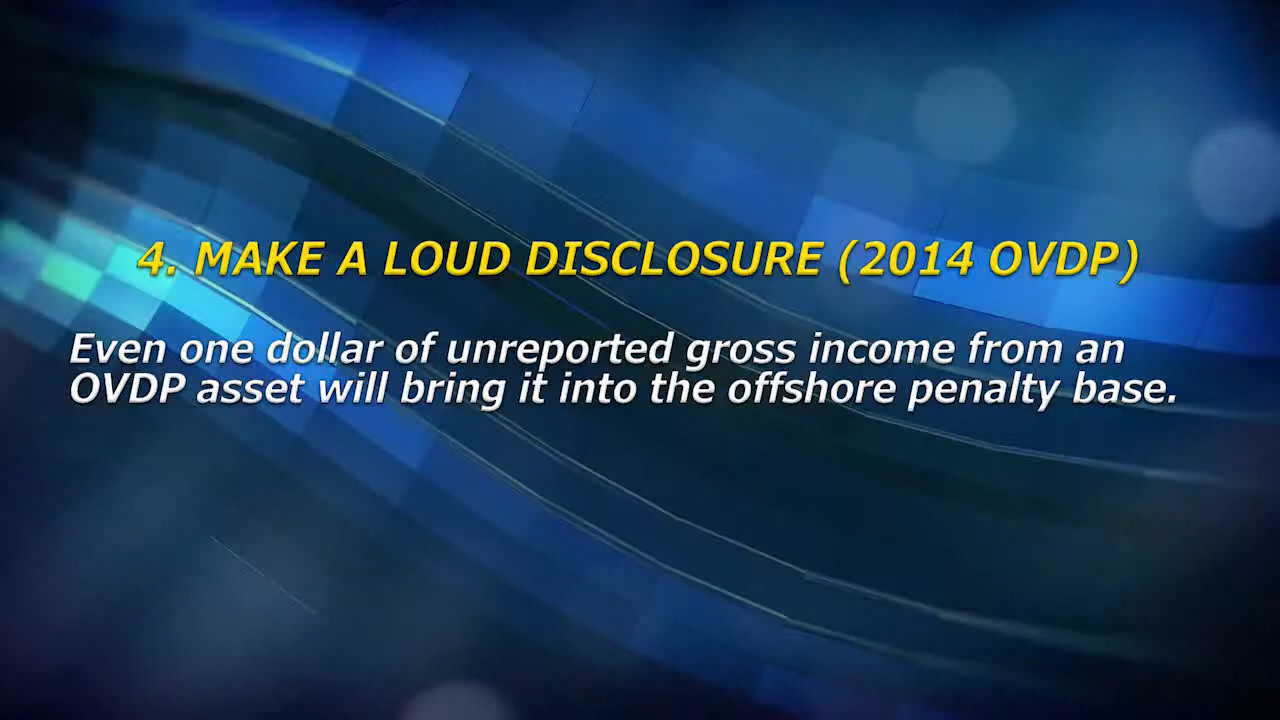 4. MAKE A LOUD DISCLOSURE (2014 OVDP)
Even one dollar of unreported gross income from an
OVDP asset will bring it into the offshore penalty base.